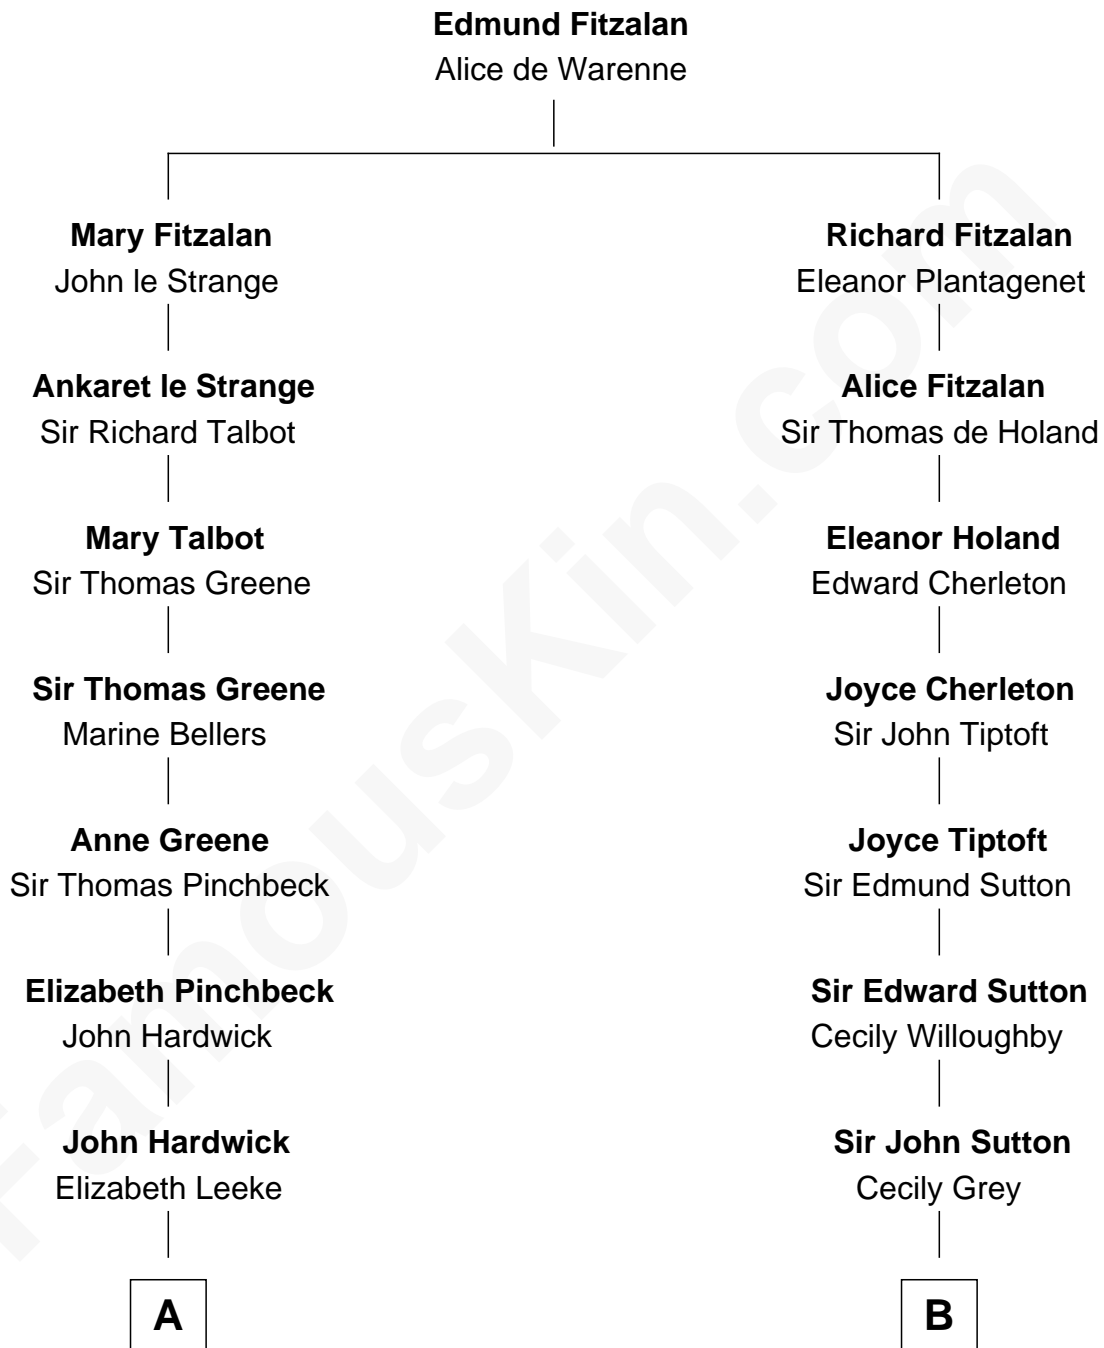 Edmund Fitzalan
Alice de Warenne
Mary Fitzalan
John le Strange
Richard Fitzalan
Eleanor Plantagenet
Ankaret le Strange
Sir Richard Talbot
Alice Fitzalan
Sir Thomas de Holand
Mary Talbot
Sir Thomas Greene
Eleanor Holand
Edward Cherleton
Sir Thomas Greene
Marine Bellers
Joyce Cherleton
Sir John Tiptoft
Anne Greene
Sir Thomas Pinchbeck
Joyce Tiptoft
Sir Edmund Sutton
Elizabeth Pinchbeck
John Hardwick
Sir Edward Sutton
Cecily Willoughby
John Hardwick
Elizabeth Leeke
Sir John Sutton
Cecily Grey
A
B
FamousKin.com